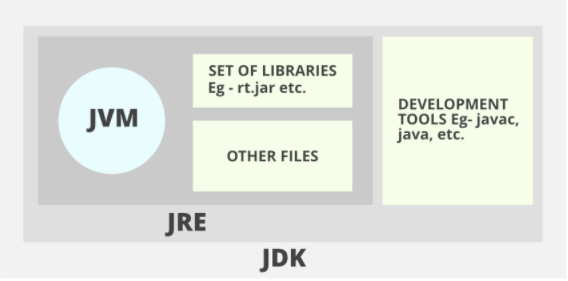 JVM
SET OF LIBRARIES
Eg - rt.jar etc.
OTHER FILES
DEVELOPMENT
TOOLS Eg- javac,
java, etc.
JRE
JDK